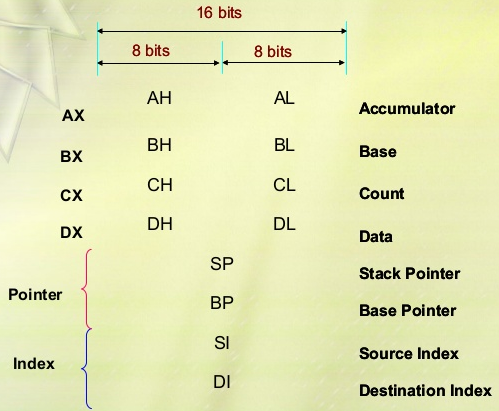 16 bits
8 bits 8 bits
AX AH AL Accumulator
BX BH BL Base
CX CH CL Count
DX DH DL Data
Pointer
SP Stack Pointer
BP Base Pointer
Index
SI Source Index
DI Destination Index